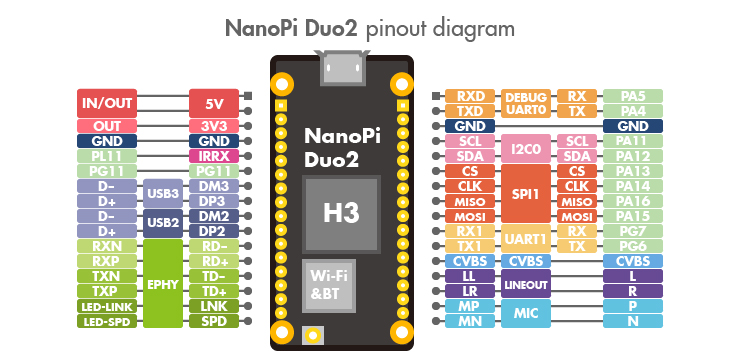 NanoPi Duo2 pinout diagram
IN/OUT 5V
OUT 3V3
GND GND
PL11 IRRX
PG11 PG11
D– USB3 DM3
D+ DP3
D– USB2 DM2
D+ DP2
RXN EPHY RD–
RXP RD+
TXN TD–
TXP TD+
LED-LINK LNK
LED-SPD SPD
NanoPi
Duo2
H3
Wi-Fi
&BT
RXD DEBUG RX PA5
TXD UART0 TX PA4
GND GND
SCL I2C0 SCL PA11
SDA SDA PA12
CS SPI1 CS PA13
CLK CLK PA14
MISO MISO PA16
MOSI MOSI PA15
RX1 UART1 RX PG7
TX1 TX PG6
CVBS CVBS CVBS
LL LINEOUT L
LR R
MP MIC P
MN N